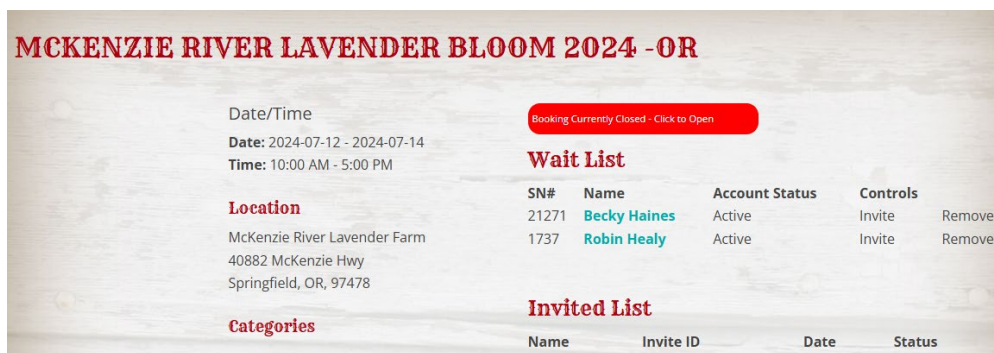 MCKENZIE RIVER LAVENDER BLOOM 2024 -OR
Date/Time
Date: 2024-07-12 - 2024-07-14
Time: 10:00 AM - 5:00 PM
Location
McKenzie River Lavender Farm
40882 McKenzie Hwy
Springfield, OR, 97478
Categories
Booking Currently Closed - Click to Open
Wait List
SN# Name Account Status Controls
21271 Becky Haines Active Invite Remove
1737 Robin Healy Active Invite Remove
Invited List
Name Invite ID Date Status